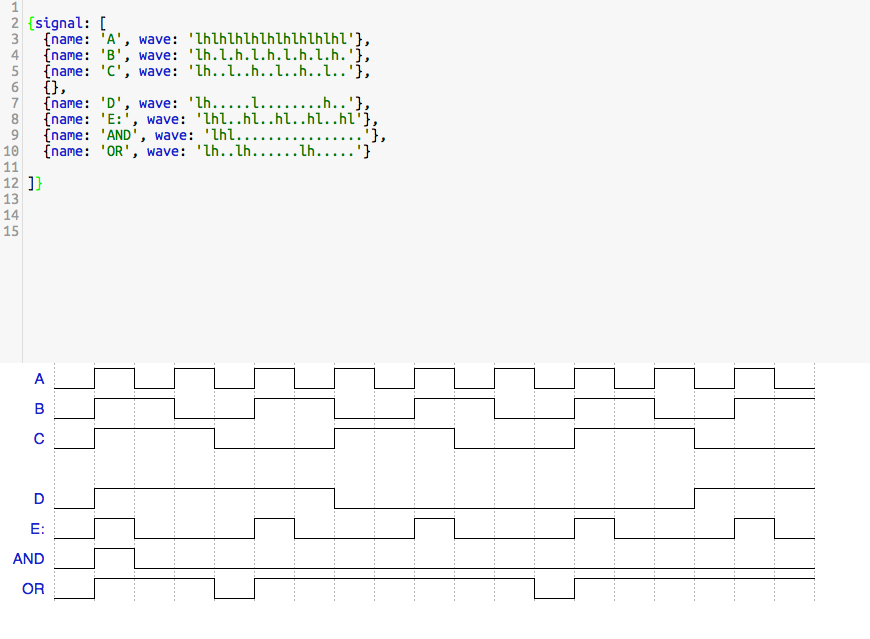 1
2 {signal: [
3 {name: 'A', wave: 'lhlhlhlhlhlhlhlhlhl'},
4 {name: 'B', wave: 'lh.l.h.l.h.l.h.l.h.'},
5 {name: 'C', wave: 'lh..l..h..l..h..l..'},
6 {},
7 {name: 'D', wave: 'lh.....l........h..'},
8 {name: 'E:', wave: 'lhl..hl..hl..hl..hl'},
9 {name: 'AND', wave: 'lhl................'},
10 {name: 'OR', wave: 'lh..lh......lh.....'}
11
12 ]}
13
14
15
A
B
C
D
E:
AND
OR